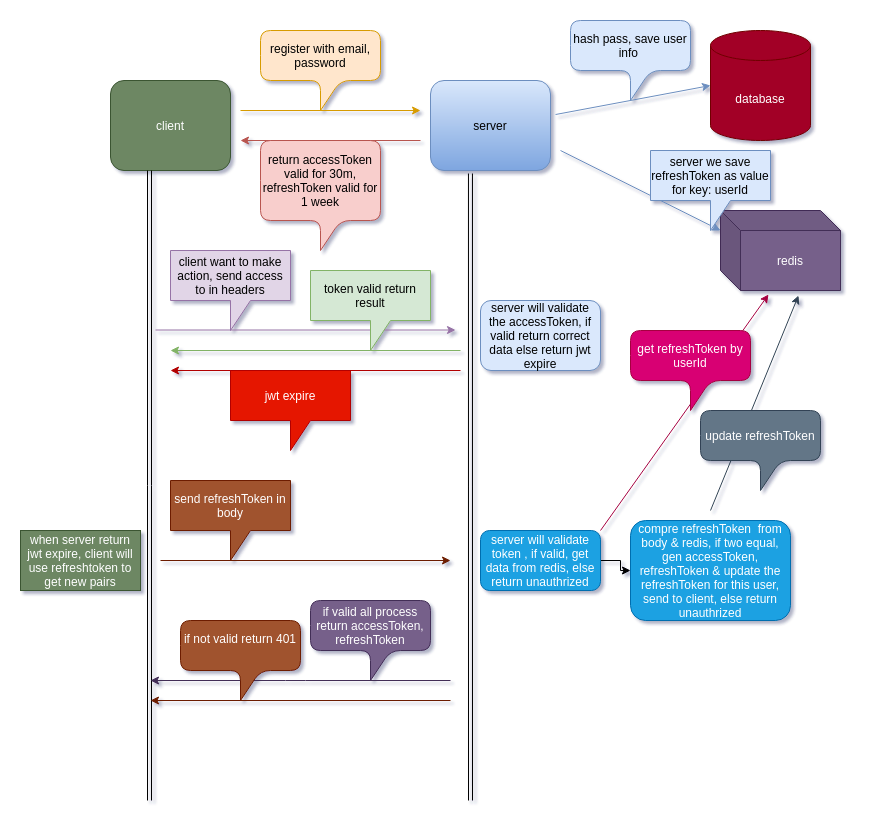 register with email,
password
hash pass, save user
info
client
server
database
return accessToken
valid for 30m,
refreshToken valid for
1 week
server we save
refreshToken as value
for key: userId
redis
client want to make
action, send access
to in headers
token valid return
result
server will validate
the accessToken, if
valid return correct
data else return jwt
expire
get refreshToken by
userId
jwt expire
update refreshToken
send refreshToken in
body
when server return
jwt expire, client will
use refreshtoken to
get new pairs
server will validate
token , if valid, get
data from redis, else
return unauthrized
compre refreshToken from
body & redis, if two equal,
gen accessToken,
refreshToken & update the
refreshToken for this user,
send to client, else return
unauthrized
if valid all process
return accessToken,
refreshToken
if not valid return 401